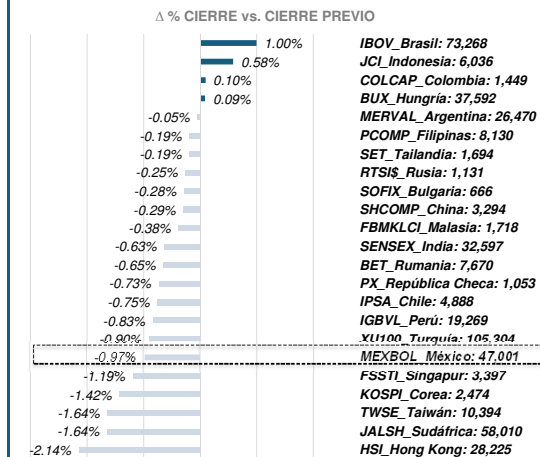 Δ % CIERRE vs. CIERRE PREVIO
1.00% IBOV_Brasil: 73,268
0.58% JCI_Indonesia: 6,036
0.10% COLCAP_Colombia: 1,449
0.09% BUX_Hungría: 37,592
-0.05% MERVAL_Argentina: 26,470
-0.19% PCOMP_Filipinas: 8,130
-0.19% SET_Tailandia: 1,694
-0.25% RTSI$_Rusia: 1,131
-0.28% SOFIX_Bulgaria: 666
-0.29% SHCOMP_China: 3,294
-0.38% FBMKLCI_Malasia: 1,718
-0.63% SENSEX_India: 32,597
-0.65% BET_Rumania: 7,670
-0.73% PX_República Checa: 1,053
-0.75% IPSA_Chile: 4,888
-0.83% IGBVL_Perú: 19,269
-0.90% XU100_Turquía: 105,304
-0.97% MEXBOL_México: 47,001
-1.19% FSSTI_Singapur: 3,397
-1.42% KOSPI_Corea: 2,474
-1.64% TWSE_Taiwán: 10,394
-1.64% JALSH_Sudáfrica: 58,010
-2.14% HSI_Hong Kong: 28,225